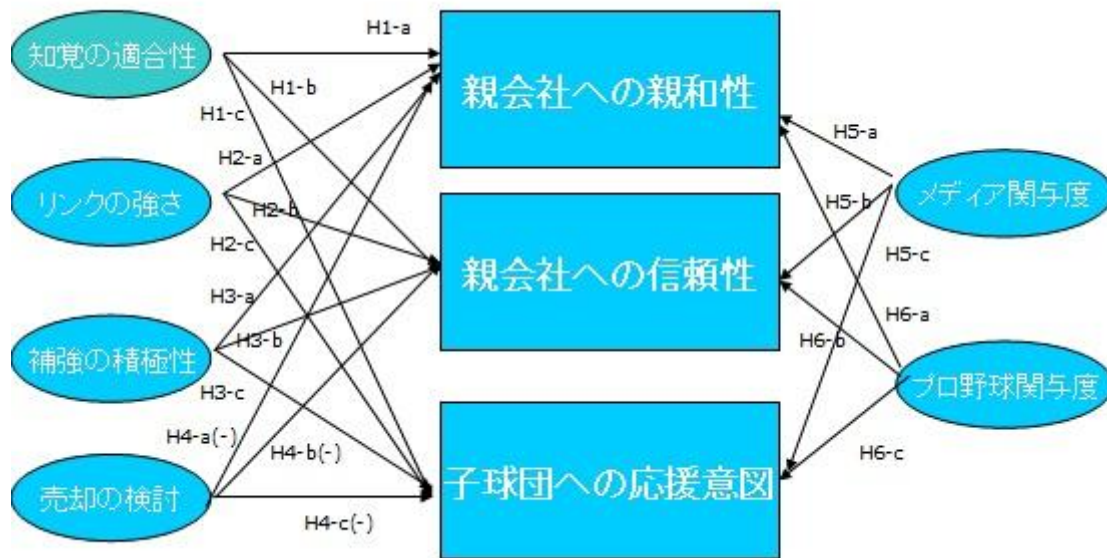 知覚の適合性
リンクの強さ
補強の積極性
売却の検討
H1-a
H1-b
H1-c
H2-a
H2-b
H2-c
H3-a
H3-b
H3-c
H4-a(-)
H4-b(-)
H4-c(-)
親会社への親和性
親会社への信頼性
子球団への応援意図
H5-a
H5-b
H5-c
H6-a
H6-b
H6-c
メディア関与度
プロ野球関与度